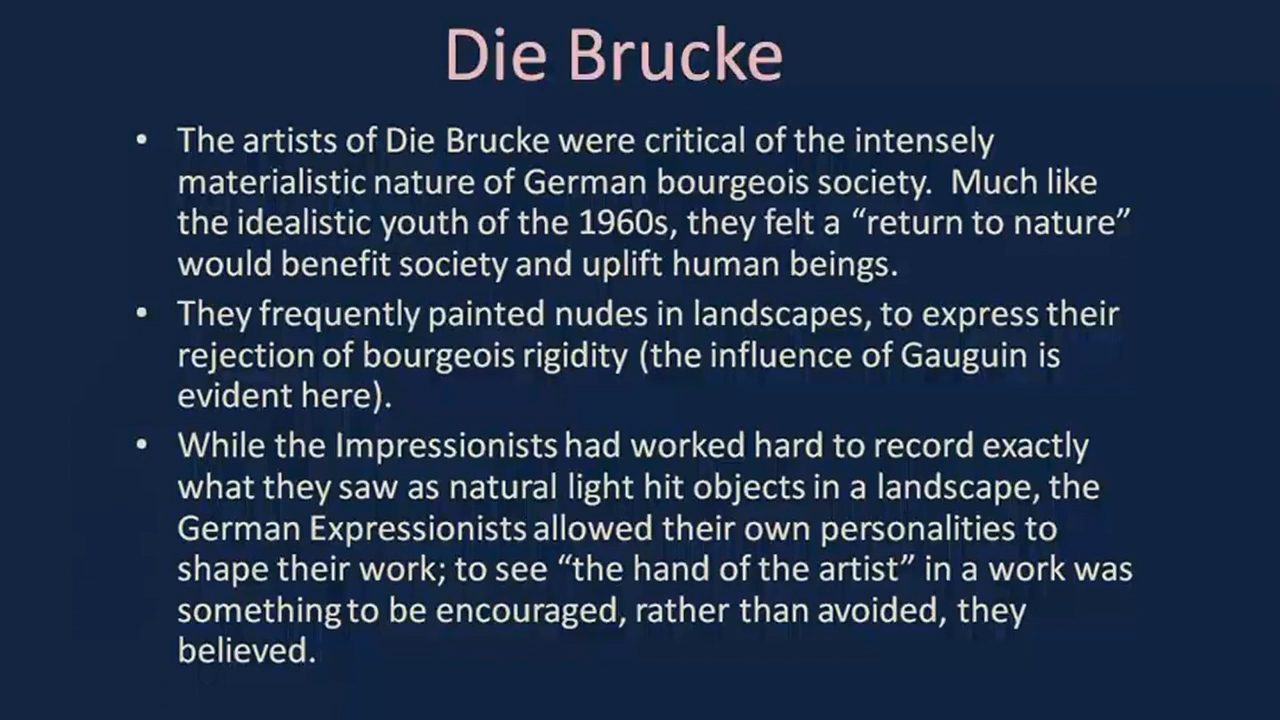 Die Brucke
• The artists of Die Brucke were critical of the intensely
materialistic nature of German bourgeois society.  Much like
the idealistic youth of the 1960s, they felt a “return to nature”
would benefit society and uplift human beings.
• They frequently painted nudes in landscapes, to express their
rejection of bourgeois rigidity (the influence of Gauguin is
evident here).
• While the Impressionists had worked hard to record exactly
what they saw as natural light hit objects in a landscape, the
German Expressionists allowed their own personalities to
shape their work; to see “the hand of the artist” in a work was
something to be encouraged, rather than avoided, they
believed.